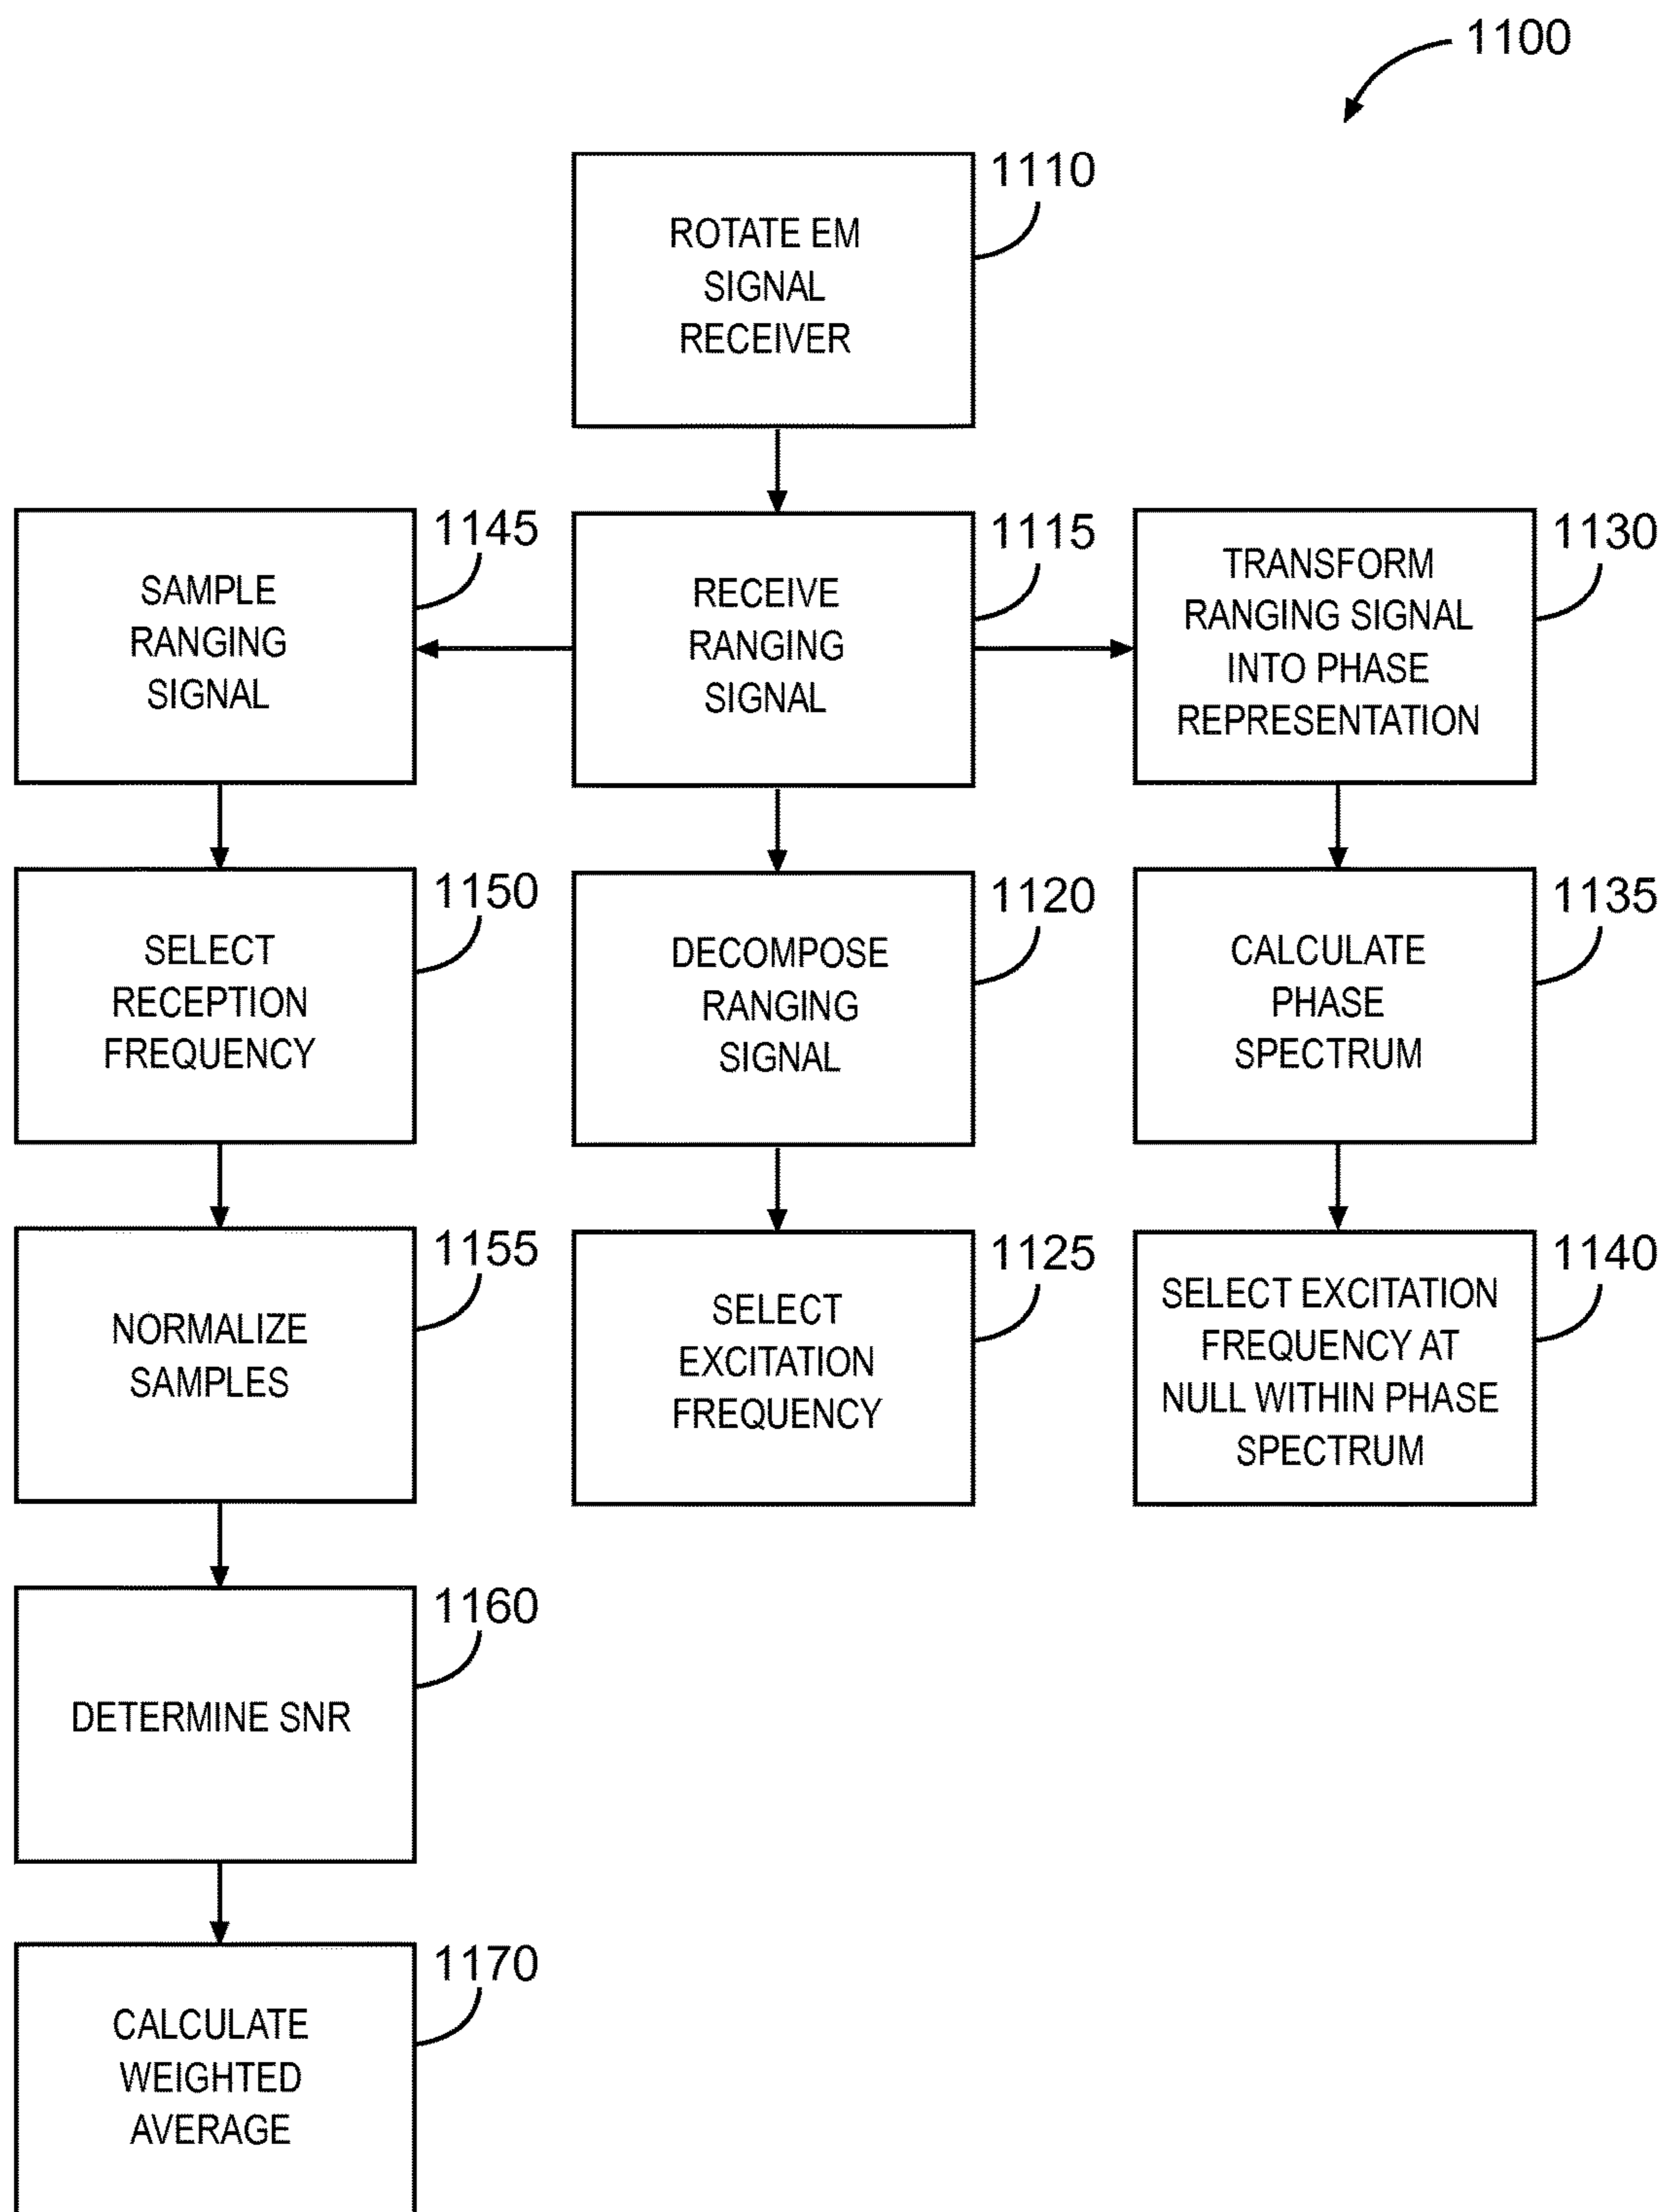 1100
1110
ROTATE EM
SIGNAL
RECEIVER
1145
SAMPLE
RANGING
SIGNAL
1115
RECEIVE
RANGING
SIGNAL
1130
TRANSFORM
RANGING SIGNAL
INTO PHASE
REPRESENTATION
1150
SELECT
RECEPTION
FREQUENCY
1120
DECOMPOSE
RANGING
SIGNAL
1135
CALCULATE
PHASE
SPECTRUM
1155
NORMALIZE
SAMPLES
1125
SELECT
EXCITATION
FREQUENCY
1140
SELECT EXCITATION
FREQUENCY AT
NULL WITHIN PHASE
SPECTRUM
1160
DETERMINE SNR
1170
CALCULATE
WEIGHTED
AVERAGE